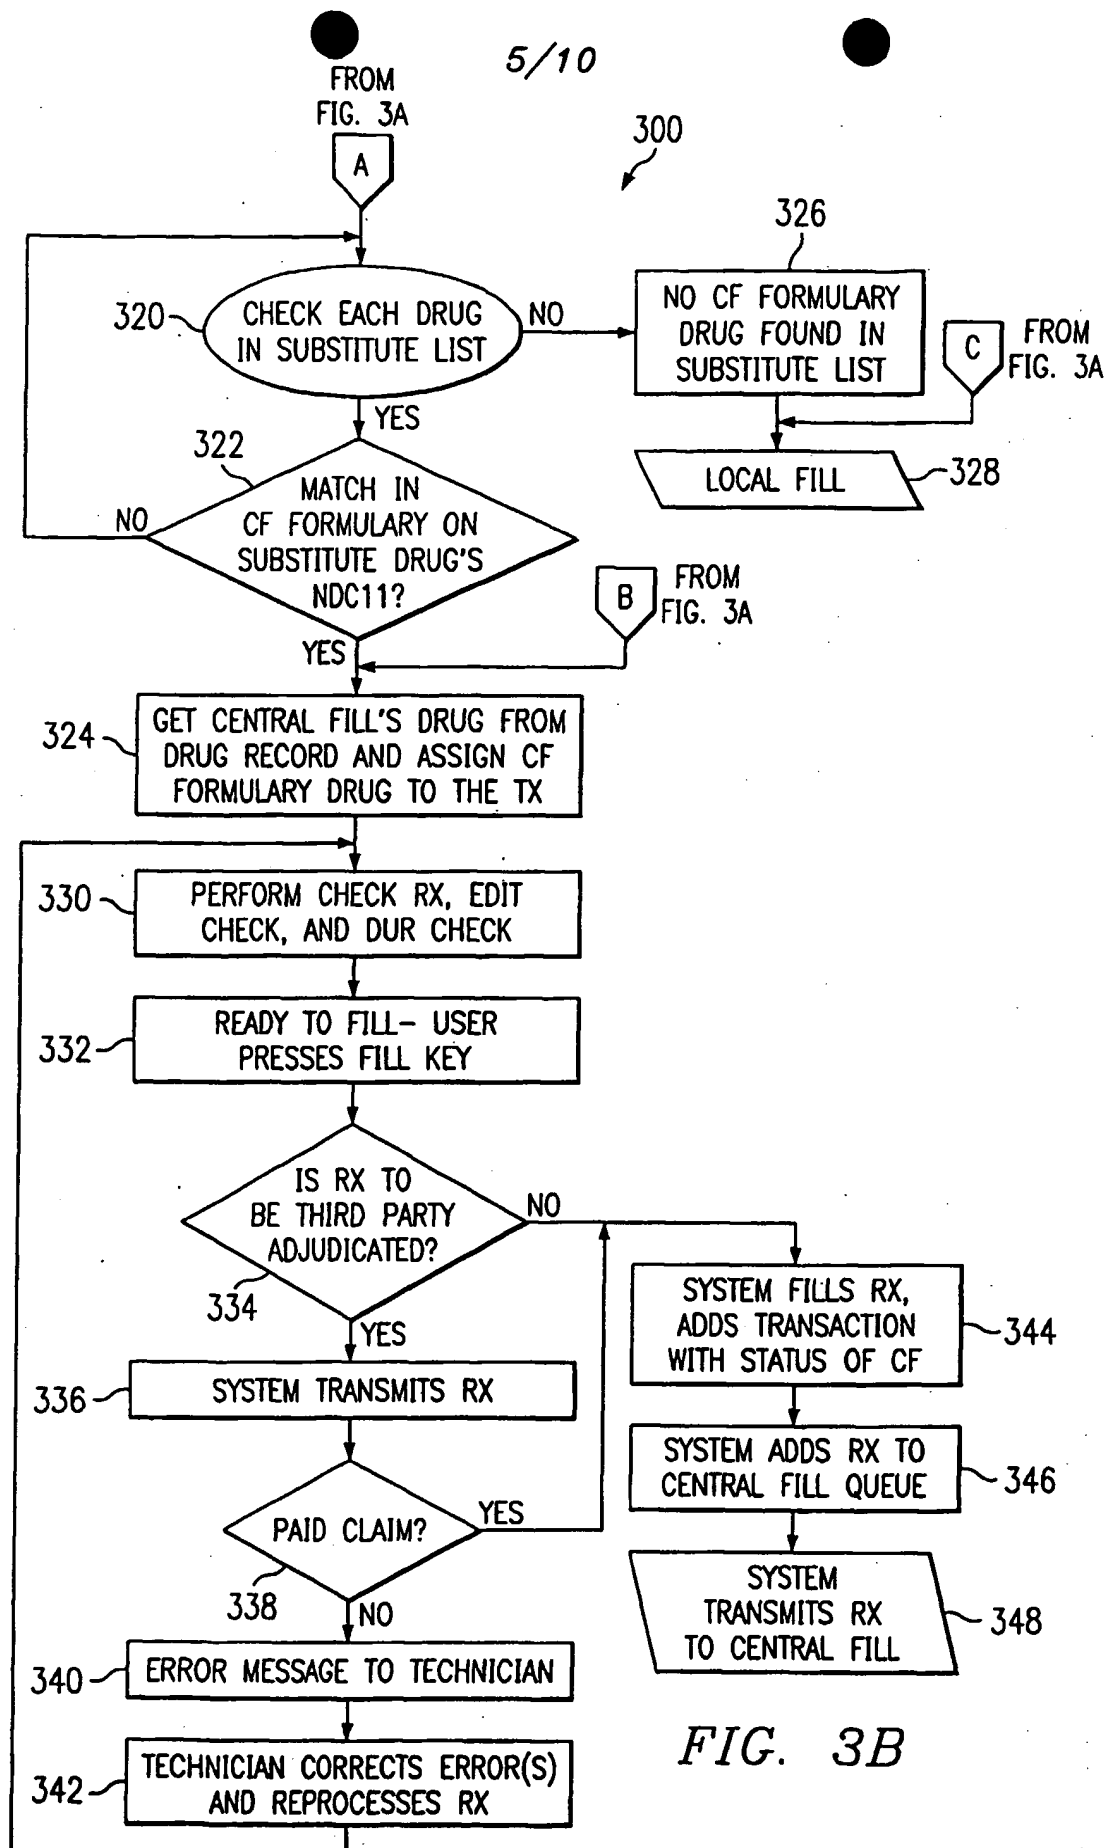 5/10
FROM
FIG. 3A
A
300
326
320
CHECK EACH DRUG
IN SUBSTITUTE LIST
NO
NO CF FORMULARY
DRUG FOUND IN
SUBSTITUTE LIST
C
FROM
FIG. 3A
YES
322
LOCAL FILL
328
MATCH IN
CF FORMULARY ON
SUBSTITUTE DRUG'S
NDC11?
NO
B
FROM
FIG. 3A
YES
324
GET CENTRAL FILL'S DRUG FROM
DRUG RECORD AND ASSIGN CF
FORMULARY DRUG TO THE TX
330
PERFORM CHECK RX, EDIT
CHECK, AND DUR CHECK
332
READY TO FILL- USER
PRESSES FILL KEY
IS RX TO
BE THIRD PARTY
ADJUDICATED?
NO
334
YES
SYSTEM FILLS RX,
ADDS TRANSACTION
WITH STATUS OF CF
344
336
SYSTEM TRANSMITS RX
SYSTEM ADDS RX TO
CENTRAL FILL QUEUE
346
PAID CLAIM?
YES
338
NO
SYSTEM
TRANSMITS RX
TO CENTRAL FILL
348
340
ERROR MESSAGE TO TECHNICIAN
342
TECHNICIAN CORRECTS ERROR(S)
AND REPROCESSES RX
FIG. 3B